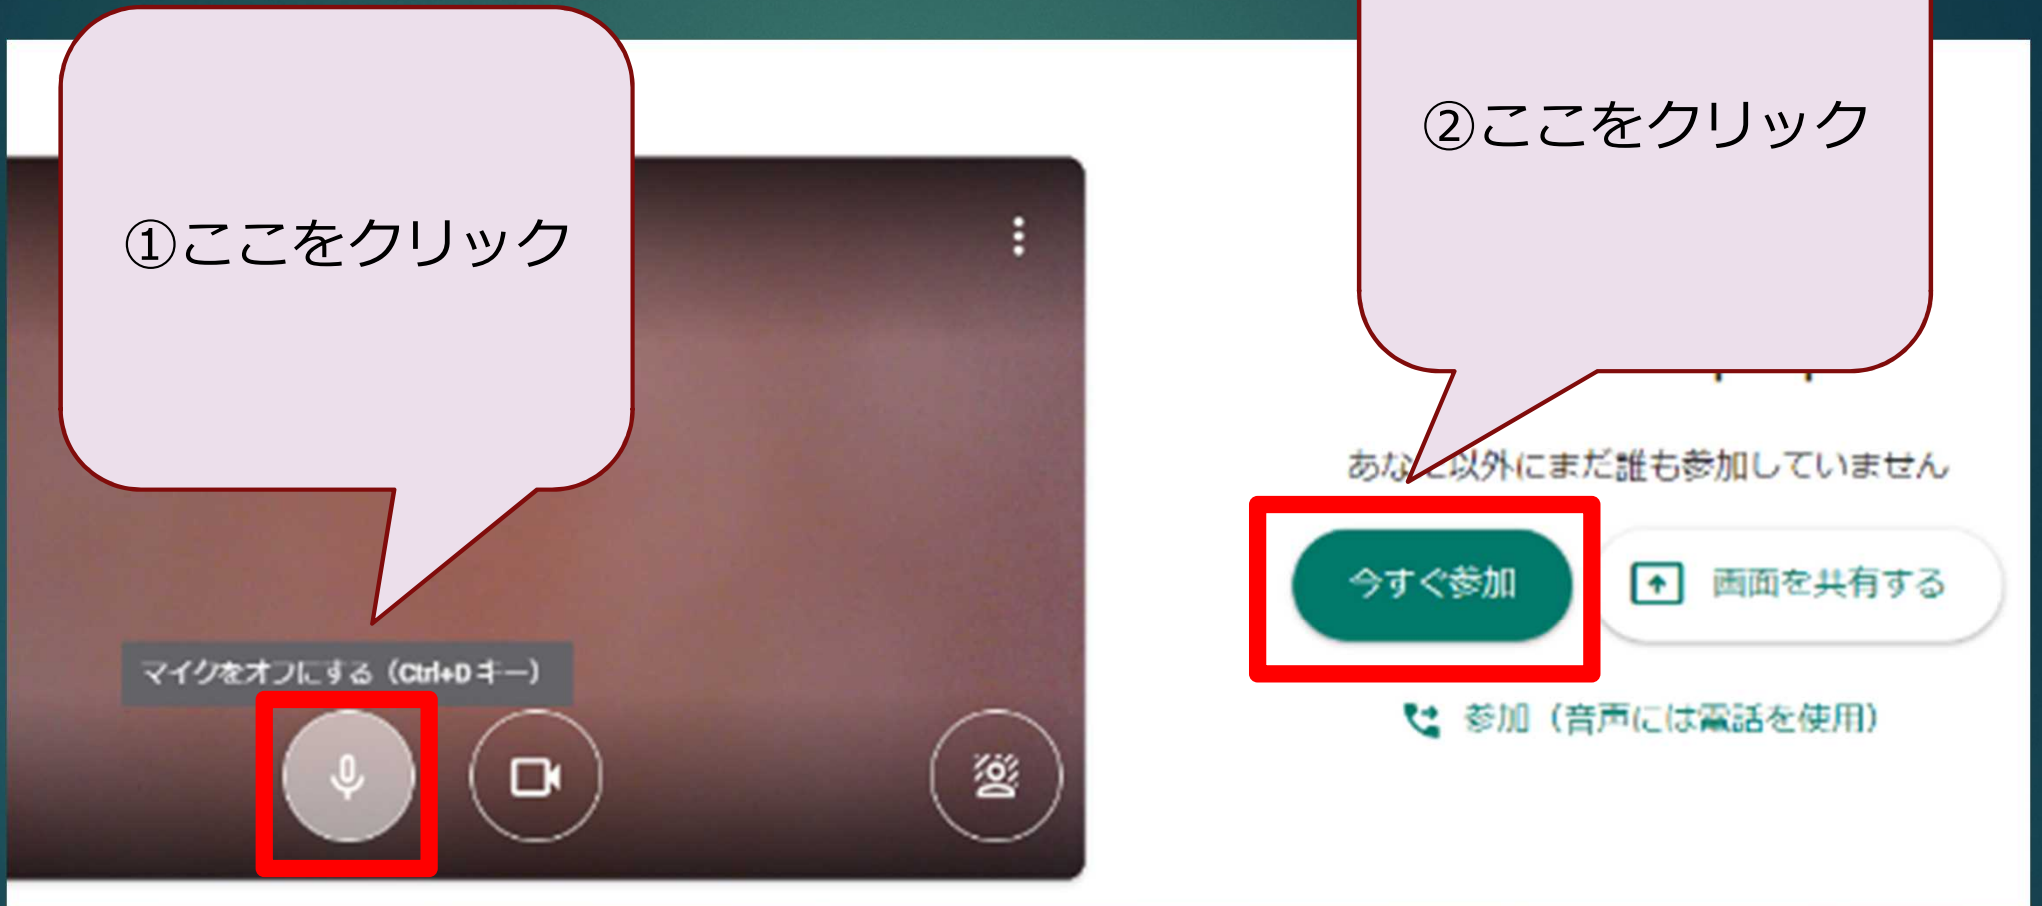 ①ここをクリック
②ここをクリック
マイクをオフにする（Ctrl+D キー）
以外にまだ誰も参加していません
今すぐ参加
画面を共有する
参加（音声には電話を使用）